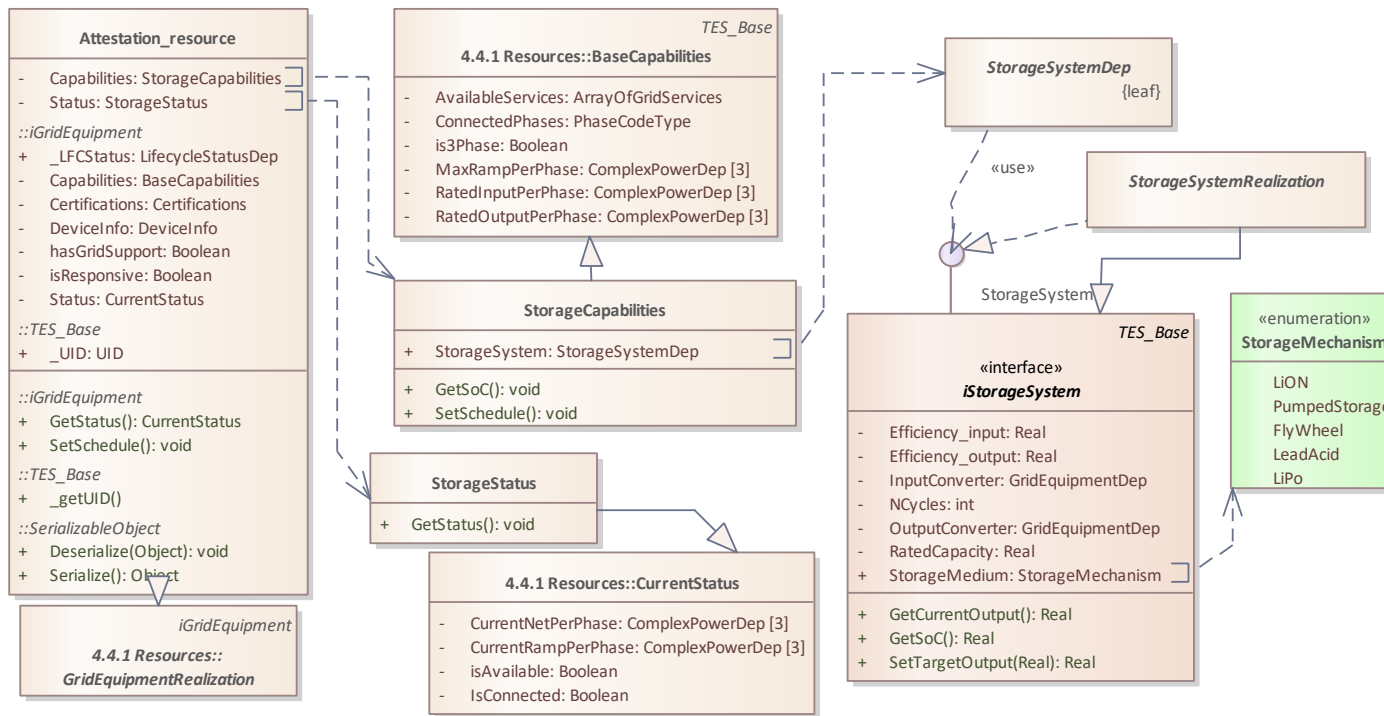 Attestation_resource
- Capabilities: StorageCapabilities
- Status: StorageStatus
::iGridEquipment
+ _LFCStatus: LifecycleStatusDep
- Capabilities: BaseCapabilities
- Certifications: Certifications
- DeviceInfo: DeviceInfo
- hasGridSupport: Boolean
- isResponsive: Boolean
- Status: CurrentStatus
::TES_Base
+ _UID: UID
::iGridEquipment
+ GetStatus(): CurrentStatus
+ SetSchedule(): void
::TES_Base
+ _getUID()
::SerializableObject
+ Deserialize(Object): void
+ Serialize(): Object
iGridEquipment
4.4.1 Resources::
GridEquipmentRealization
TES_Base
4.4.1 Resources::BaseCapabilities
- AvailableServices: ArrayOfGridServices
- ConnectedPhases: PhaseCodeType
- is3Phase: Boolean
- MaxRampPerPhase: ComplexPowerDep [3]
- RatedInputPerPhase: ComplexPowerDep [3]
- RatedOutputPerPhase: ComplexPowerDep [3]
StorageCapabilities
+ StorageSystem: StorageSystemDep
+ GetSoC(): void
+ SetSchedule(): void
StorageStatus
+ GetStatus(): void
4.4.1 Resources::CurrentStatus
- CurrentNetPerPhase: ComplexPowerDep [3]
- CurrentRampPerPhase: ComplexPowerDep [3]
- isAvailable: Boolean
- IsConnected: Boolean
StorageSystemDep
{leaf}
«use»
StorageSystemRealization
StorageSystem
TES_Base
«interface»
iStorageSystem
- Efficiency_input: Real
- Efficiency_output: Real
- InputConverter: GridEquipmentDep
- NCycles: int
- OutputConverter: GridEquipmentDep
- RatedCapacity: Real
+ StorageMedium: StorageMechanism
+ GetCurrentOutput(): Real
+ GetSoC(): Real
+ SetTargetOutput(Real): Real
«enumeration»
StorageMechanism
LiON
PumpedStorage
FlyWheel
LeadAcid
LiPo